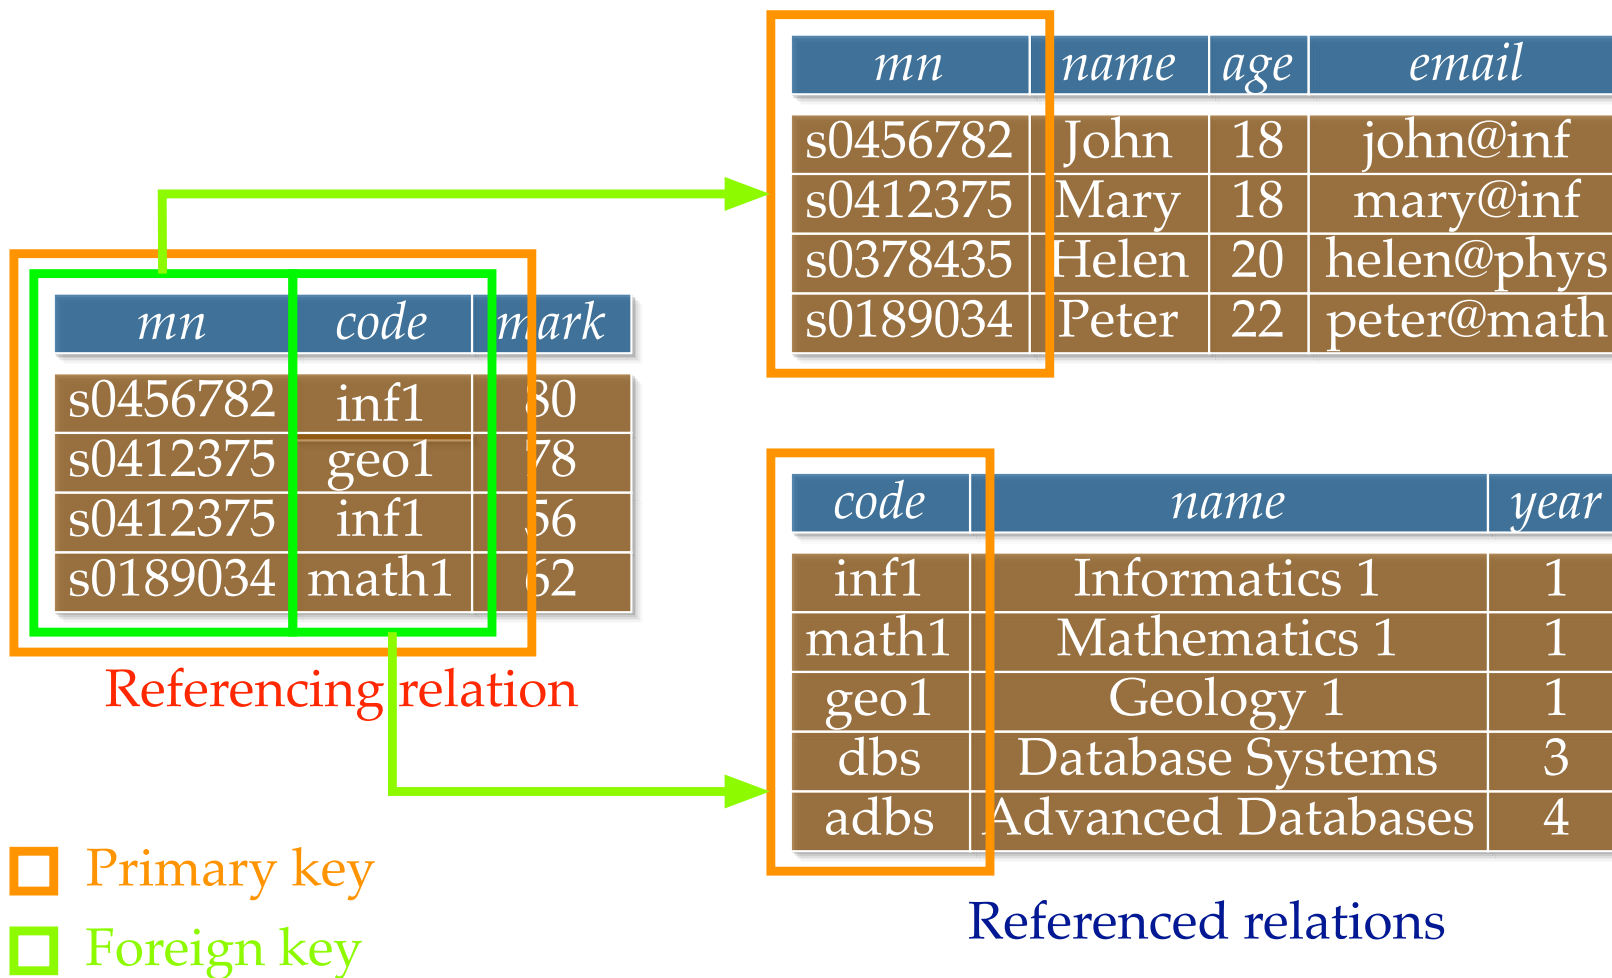 mn name age email
s0456782 John 18 john@inf
s0412375 Mary 18 mary@inf
s0378435 Helen 20 helen@phys
s0189034 Peter 22 peter@math
mn code mark
s0456782 inf1 80
s0412375 geo1 78
s0412375 inf1 56
s0189034 math1 62
Referencing relation
code name year
inf1 Informatics 1 1
math1 Mathematics 1 1
geo1 Geology 1 1
dbs Database Systems 3
adbs Advanced Databases 4
Referenced relations
Primary key
Foreign key